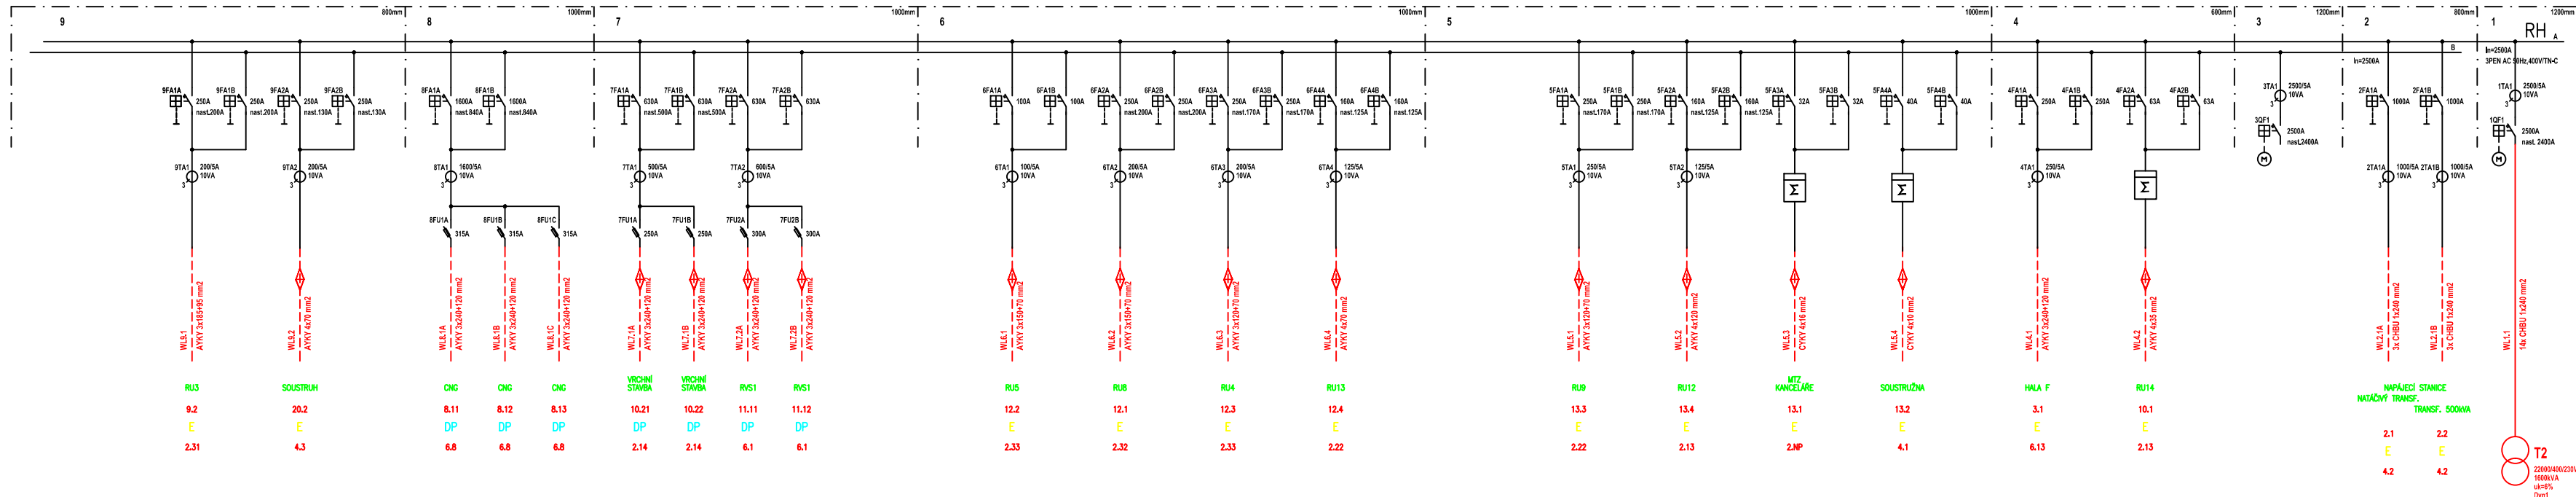 9
800mm
8
1000mm
7
1000mm
6
1000mm
5
1000mm
4
600mm
3
1200mm
2
800mm
1
1200mm
RH
A
B
In=2500A
3PEN AC 50Hz,400V/TN-C
In=2500A
9FA1A
250A
nast.200A
9FA1B
250A
nast.200A
9FA2A
250A
nast.130A
9FA2B
250A
nast.130A
8FA1A
1600A
nast.840A
8FA1B
1600A
nast.840A
7FA1A
630A
nast.500A
7FA1B
630A
nast.500A
7FA2A
630A
7FA2B
630A
6FA1A
100A
6FA1B
100A
6FA2A
250A
nast.200A
6FA2B
250A
nast.200A
6FA3A
250A
nast.170A
6FA3B
250A
nast.170A
6FA4A
160A
nast.125A
6FA4B
160A
nast.125A
5FA1A
250A
nast.170A
5FA1B
250A
nast.170A
5FA2A
160A
nast.125A
5FA2B
160A
nast.125A
5FA3A
32A
5FA3B
32A
5FA4A
40A
5FA4B
40A
4FA1A
250A
4FA1B
250A
4FA2A
63A
4FA2B
63A
3TA1
2500/5A
10VA
3
3QF1
2500A
nast.2400A
M
2FA1A
1000A
2FA1B
1000A
1TA1
2500/5A
10VA
3
1QF1
2500A
nast. 2400A
M
9TA1
200/5A
10VA
3
9TA2
200/5A
10VA
3
8TA1
1600/5A
10VA
3
7TA1
500/5A
10VA
3
7TA2
600/5A
10VA
3
6TA1
100/5A
10VA
3
6TA2
200/5A
10VA
3
6TA3
200/5A
10VA
3
6TA4
125/5A
10VA
3
5TA1
250/5A
10VA
3
5TA2
125/5A
10VA
3
Σ
Σ
4TA1
250/5A
10VA
3
Σ
2TA1A
1000/5A
10VA
3
2TA1B
1000/5A
10VA
3
8FU1A
315A
8FU1B
315A
8FU1C
315A
7FU1A
250A
7FU1B
250A
7FU2A
300A
7FU2B
300A
WL9.1
AYKY 3x185+95 mm2
WL9.2
AYKY 4x70 mm2
WL8.1A
AYKY 3x240+120 mm2
WL8.1B
AYKY 3x240+120 mm2
WL8.1C
AYKY 3x240+120 mm2
WL7.1A
AYKY 3x240+120 mm2
WL7.1B
AYKY 3x240+120 mm2
WL7.2A
AYKY 3x240+120 mm2
WL7.2B
AYKY 3x240+120 mm2
WL6.1
AYKY 3x150+70 mm2
WL6.2
AYKY 3x150+70 mm2
WL6.3
AYKY 3x120+70 mm2
WL6.4
AYKY 4x70 mm2
WL5.1
AYKY 3x120+70 mm2
WL5.2
AYKY 4x120 mm2
WL5.3
CYKY 4x16 mm2
WL5.4
CYKY 4x10 mm2
WL4.1
AYKY 3x240+120 mm2
WL4.2
AYKY 4x35 mm2
WL2.1A
3x CHBU 1x240 mm2
WL2.1B
3x CHBU 1x240 mm2
WL1.1
14x CHBU 1x240 mm2
RU3
SOUSTRUH
CNG
CNG
CNG
VRCHNÍ
STAVBA
VRCHNÍ
STAVBA
RVS1
RVS1
RU5
RU8
RU4
RU13
RU9
RU12
MTZ
KANCELÁŘE
SOUSTRUŽNA
HALA F
RU14
NAPÁJECÍ STANICE
NATÁČIVÝ TRANSF.
TRANSF. 500kVA
9.2
20.2
8.11
8.12
8.13
10.21
10.22
11.11
11.12
12.2
12.1
12.3
12.4
13.3
13.4
13.1
13.2
3.1
10.1
2.1
2.2
E
E
DP
DP
DP
DP
DP
DP
DP
E
E
E
E
E
E
E
E
E
E
E
E
2.31
4.3
6.8
6.8
6.8
2.14
2.14
6.1
6.1
2.33
2.32
2.33
2.22
2.22
2.13
2.NP
4.1
6.13
2.13
4.2
4.2
T2
22000/400/230V
1600kVA
uk=6%
Dyn1